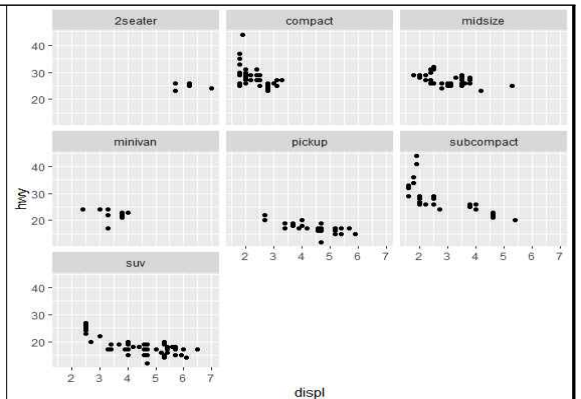 2seater compact midsize
40
30
20
minivan pickup subcompact
hwy
40
30
20
2 3 4 5 6 7 2 3 4 5 6 7
suv
40
30
20
2 3 4 5 6 7
displ